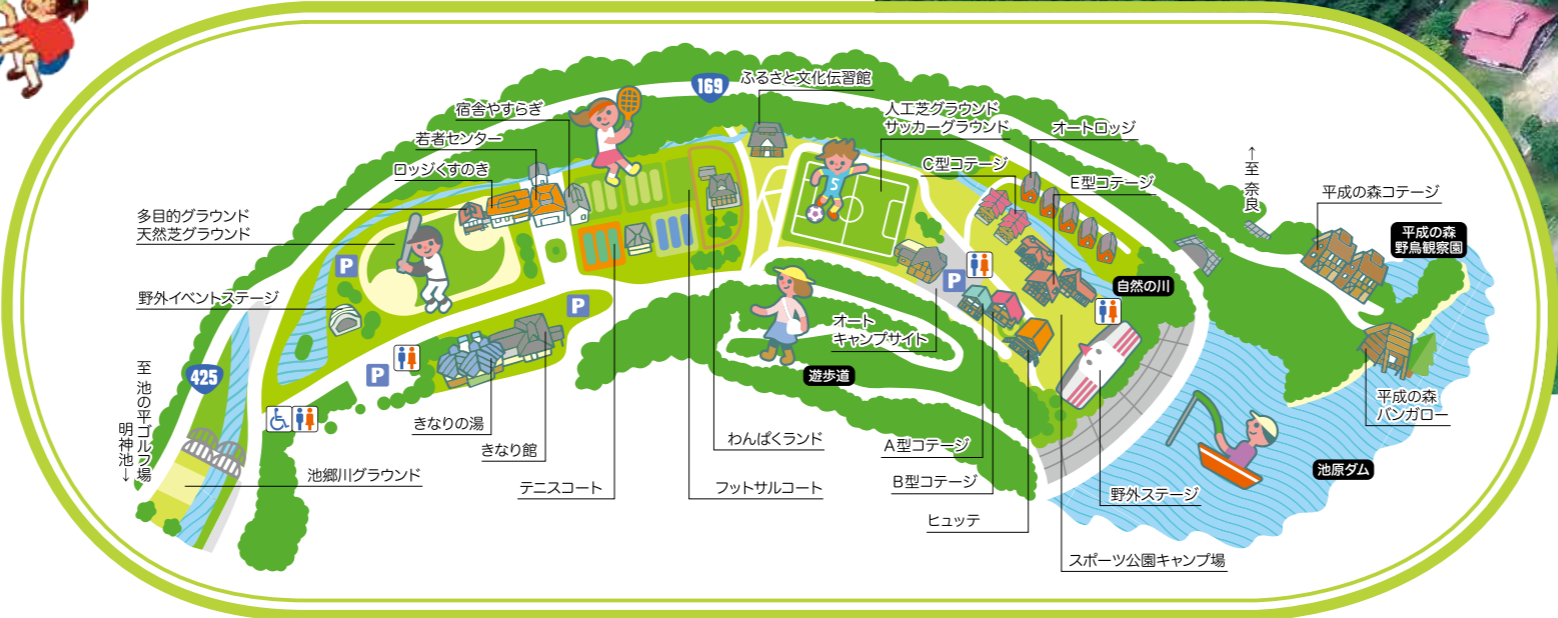 169
ふるさと文化伝習館
宿舎やすらぎ
人工芝グラウンド
サッカーグラウンド
オートロッジ
若者センター
C型コテージ
ロッジくすのき
E型コテージ
←至 奈良
平成の森コテージ
多目的グラウンド
天然芝グラウンド
5
平成の森
野鳥観察園
P
P
自然の川
野外イベントステージ
P
オート
キャンプサイト
至 池の平ゴルフ場
明神池→
425
P
遊歩道
平成の森
バンガロー
きなりの湯
わんぱくランド
A型コテージ
きなり館
池郷川グラウンド
池原ダム
テニスコート
フットサルコート
B型コテージ
野外ステージ
ヒュッテ
スポーツ公園キャンプ場